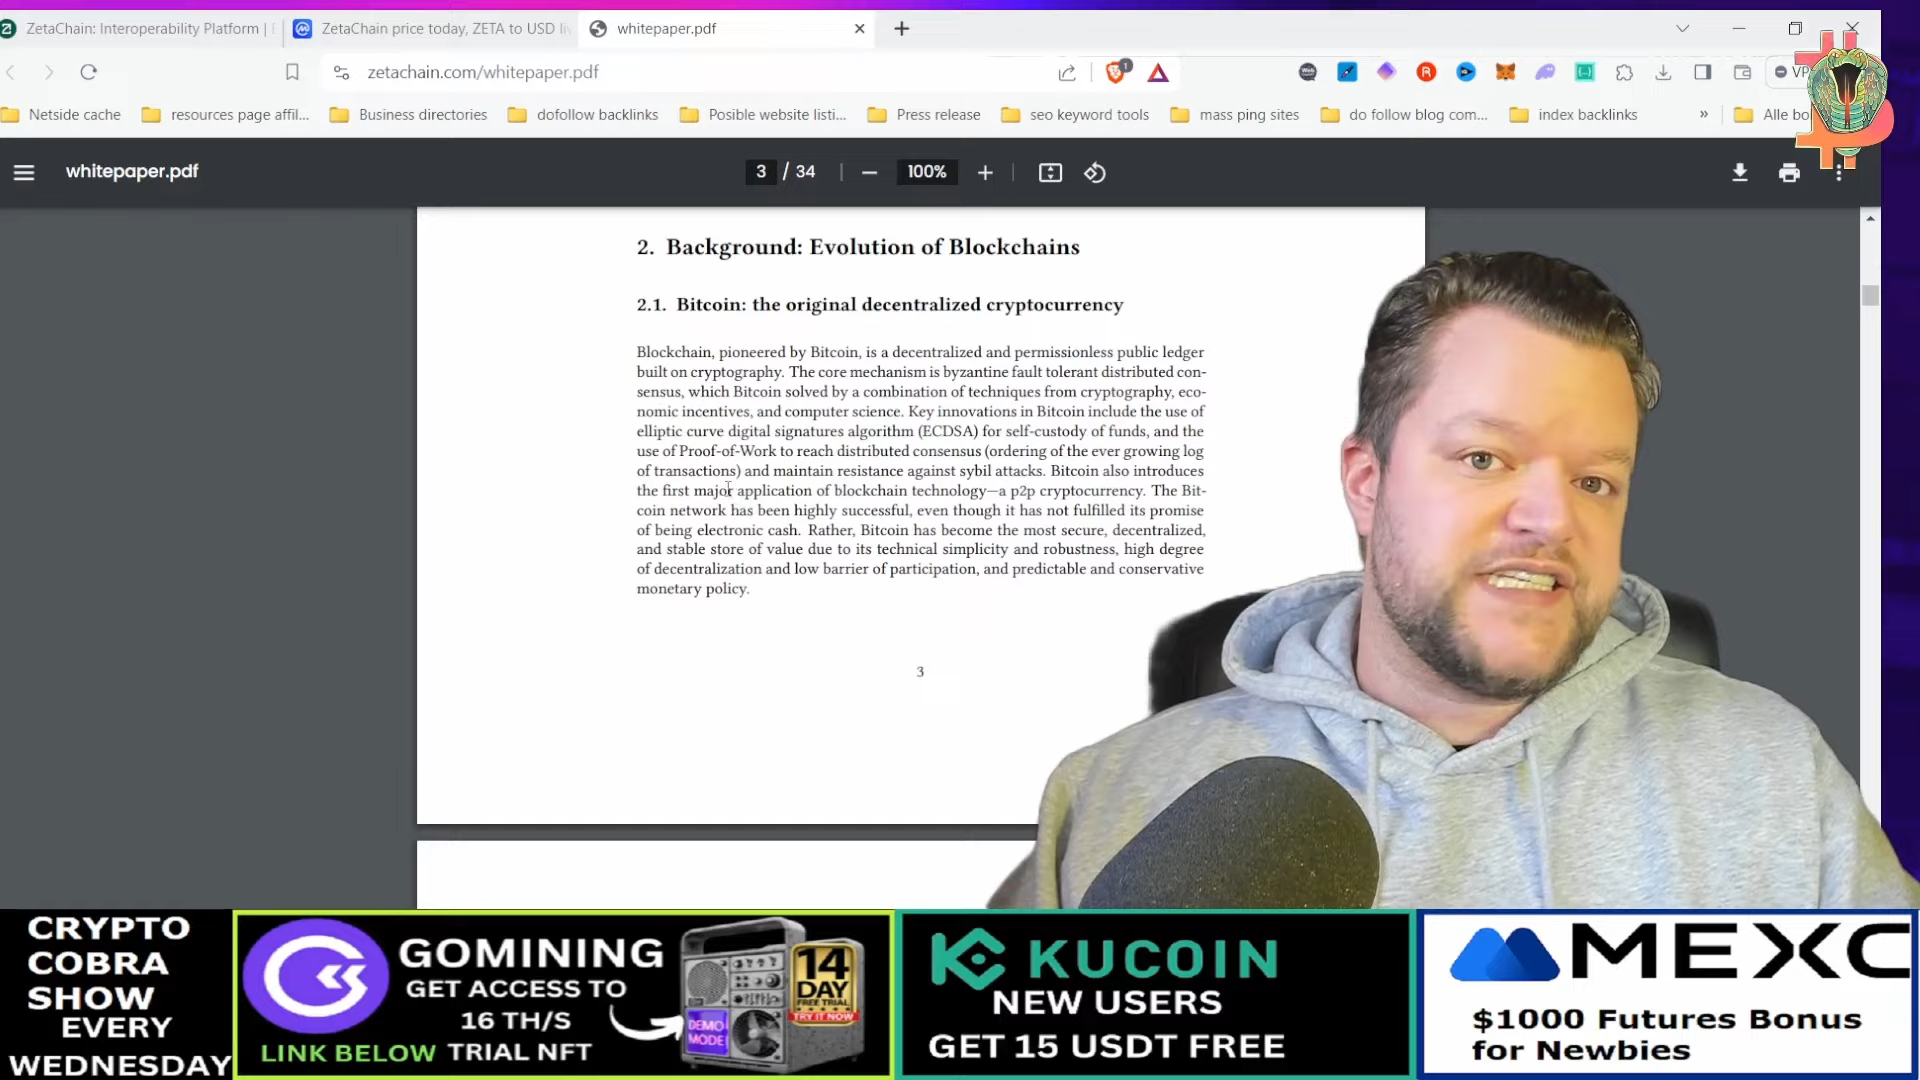 ZetaChain: Interoperability Platform |
ZetaChain price today, ZETA to USD li
whitepaper.pdf
zetachain.com/whitepaper.pdf
1
VP
Netside cache
resources page affil...
Business directories
dofollow backlinks
Posible website listi...
Press release
seo keyword tools
mass ping sites
do follow blog com...
index backlinks
»
Alle bo
whitepaper.pdf
3 / 34
100%
2. Background: Evolution of Blockchains
2.1. Bitcoin: the original decentralized cryptocurrency
Blockchain, pioneered by Bitcoin, is a decentralized and permissionless public ledger
built on cryptography. The core mechanism is byzantine fault tolerant distributed con-
sensus, which Bitcoin solved by a combination of techniques from cryptography, eco-
nomic incentives, and computer science. Key innovations in Bitcoin include the use of
elliptic curve digital signatures algorithm (ECDSA) for self-custody of funds, and the
use of Proof-of-Work to reach distributed consensus (ordering of the ever growing log
of transactions) and maintain resistance against sybil attacks. Bitcoin also introduces
the first major application of blockchain technology—a p2p cryptocurrency. The Bit-
coin network has been highly successful, even though it has not fulfilled its promise
of being electronic cash. Rather, Bitcoin has become the most secure, decentralized,
and stable store of value due to its technical simplicity and robustness, high degree
of decentralization and low barrier of participation, and predictable and conservative
monetary policy.
3
CRYPTO
COBRA
SHOW
EVERY
WEDNESDAY
GOMINING
GET ACCESS TO
16 TH/S
LINK BELOW TRIAL NFT
DEMO
MODE
14
DAY
FREE TRIAL
TRY IT NOW
KUCOIN
NEW USERS
GET 15 USDT FREE
MEXC
$1000 Futures Bonus
for Newbies